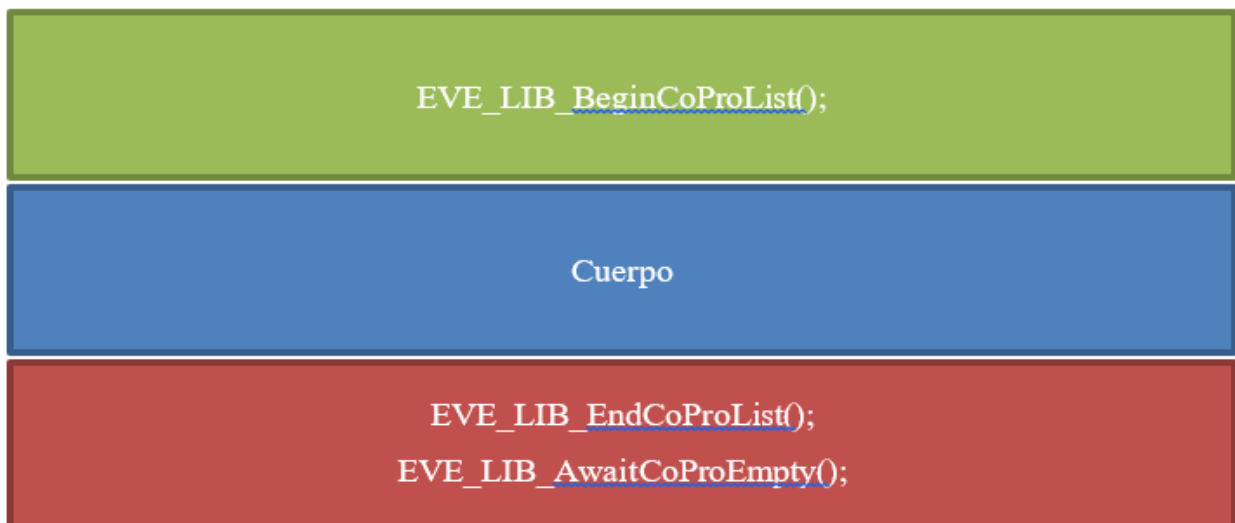 EVE_LIB_BeginCoProList();
Cuerpo
EVE_LIB_EndCoProList();
EVE_LIB_AwaitCoProEmpty();